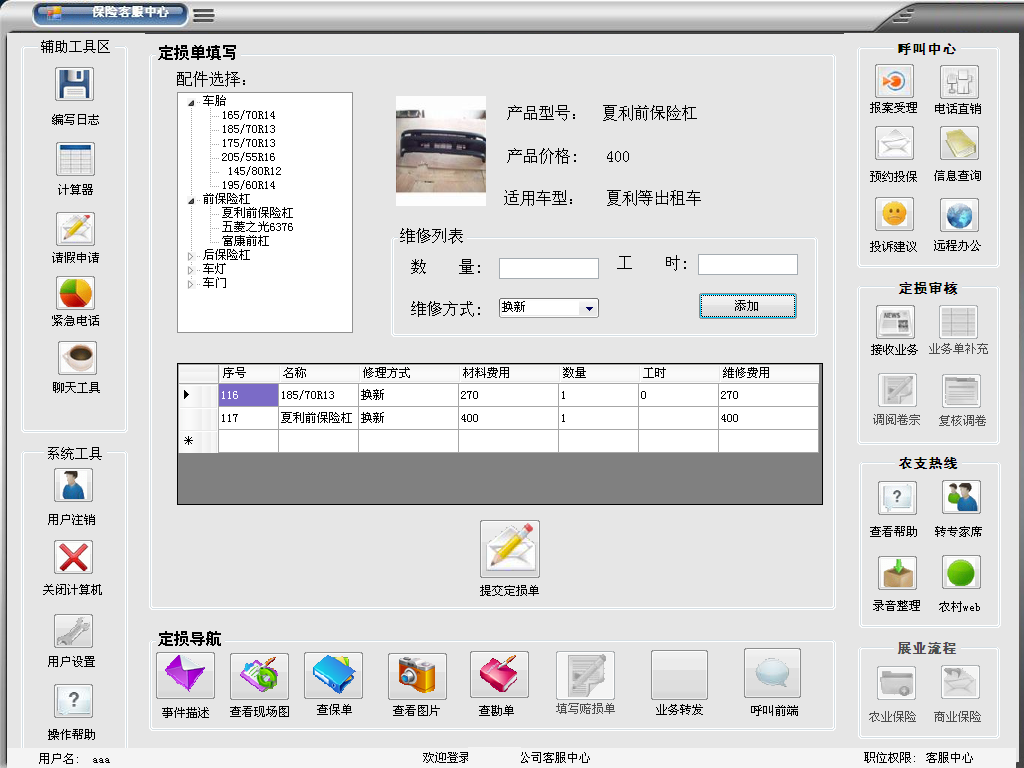 保险客服中心
辅助工具区
编写日志
计算器
请假申请
紧急电话
聊天工具
系统工具
用户注销
关闭计算机
用户设置
操作帮助
定损单填写
配件选择：
车胎
165/70R14
185/70R13
175/70R13
205/55R16
145/80R12
195/60R14
前保险杠
夏利前保险杠
五菱之光6376
富康前杠
后保险杠
车灯
车门
产品型号： 夏利前保险杠
产品价格： 400
适用车型： 夏利等出租车
维修列表
数 量： 工 时：
维修方式： 换新 添加
序号 名称 修理方式 材料费用 数量 工时 维修费用
116 185/70R13 换新 270 1 0 270
117 夏利前保险杠 换新 400 1 400
*
提交定损单
定损导航
事件描述 查看现场图 查保单 查看图片 查勘单 填写赔损单 业务转发 呼叫前端
呼叫中心
报案受理 电话直销
预约投保 信息查询
投诉建议 远程办公
定损审核
NEWS
接收业务 业务单补充
调阅卷宗 复核调卷
农支热线
查看帮助 转专家席
录音整理 农村web
展业流程
农业保险 商业保险
用户名： aaa 欢迎登录 公司客服中心 职位权限： 客服中心